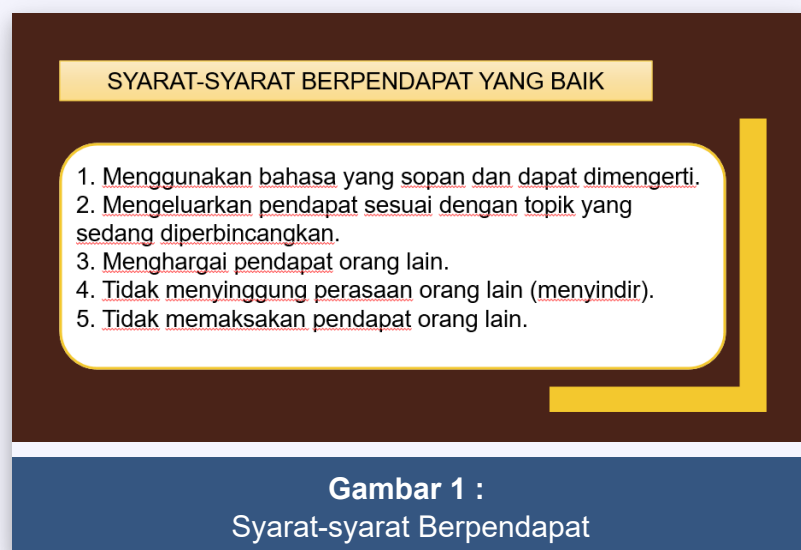 SYARAT-SYARAT BERPENDAPAT YANG BAIK
1. Menggunakan bahasa yang sopan dan dapat dimengerti.
2. Mengeluarkan pendapat sesuai dengan topik yang
sedang diperbincangkan.
3. Menghargai pendapat orang lain.
4. Tidak menyinggung perasaan orang lain (menyindir).
5. Tidak memaksakan pendapat orang lain.
Gambar 1 :
Syarat-syarat Berpendapat